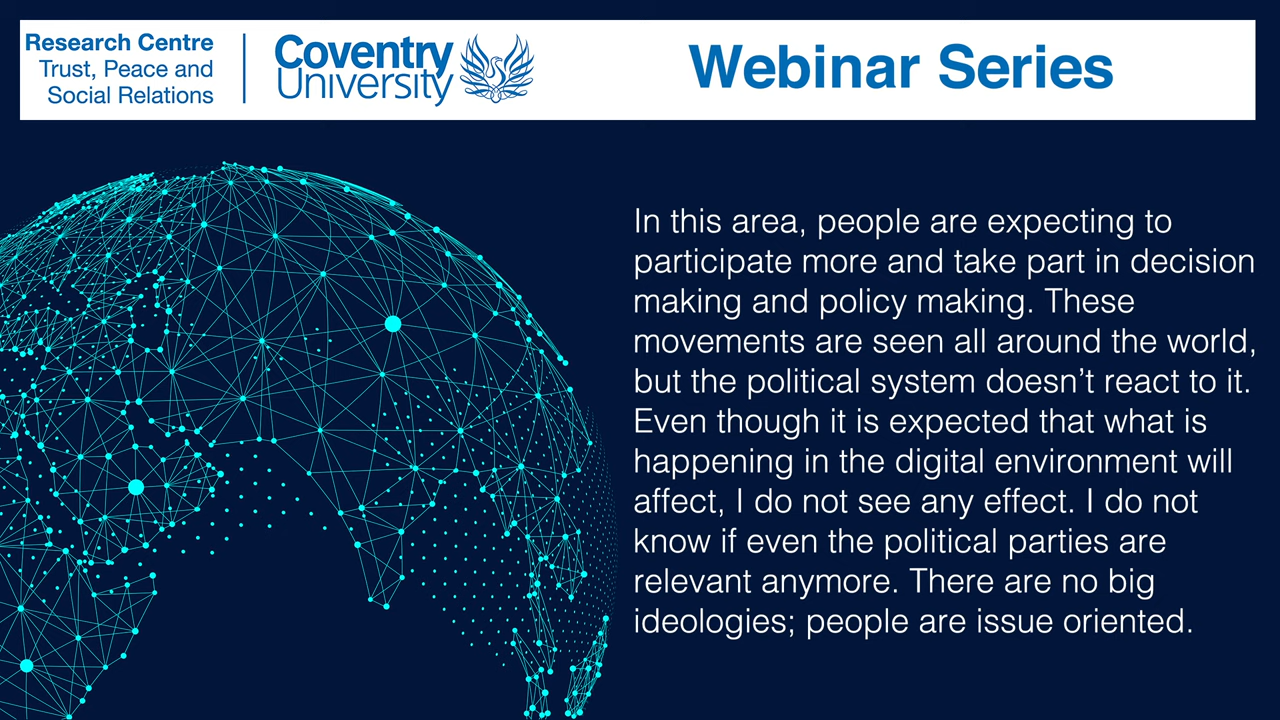 Research Centre
Trust, Peace and
Social Relations
Coventry
University
Webinar Series
In this area, people are expecting to
participate more and take part in decision
making and policy making. These
movements are seen all around the world,
but the political system doesn’t react to it.
Even though it is expected that what is
happening in the digital environment will
affect, I do not see any effect. I do not
know if even the political parties are
relevant anymore. There are no big
ideologies; people are issue oriented.